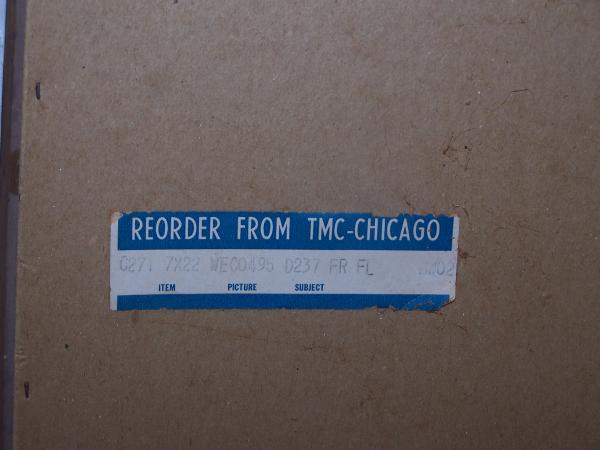 REORDER FROM TMC-CHICAGO
C271 7X22 WEC0495 D237 FR FL
ITEM PICTURE SUBJECT